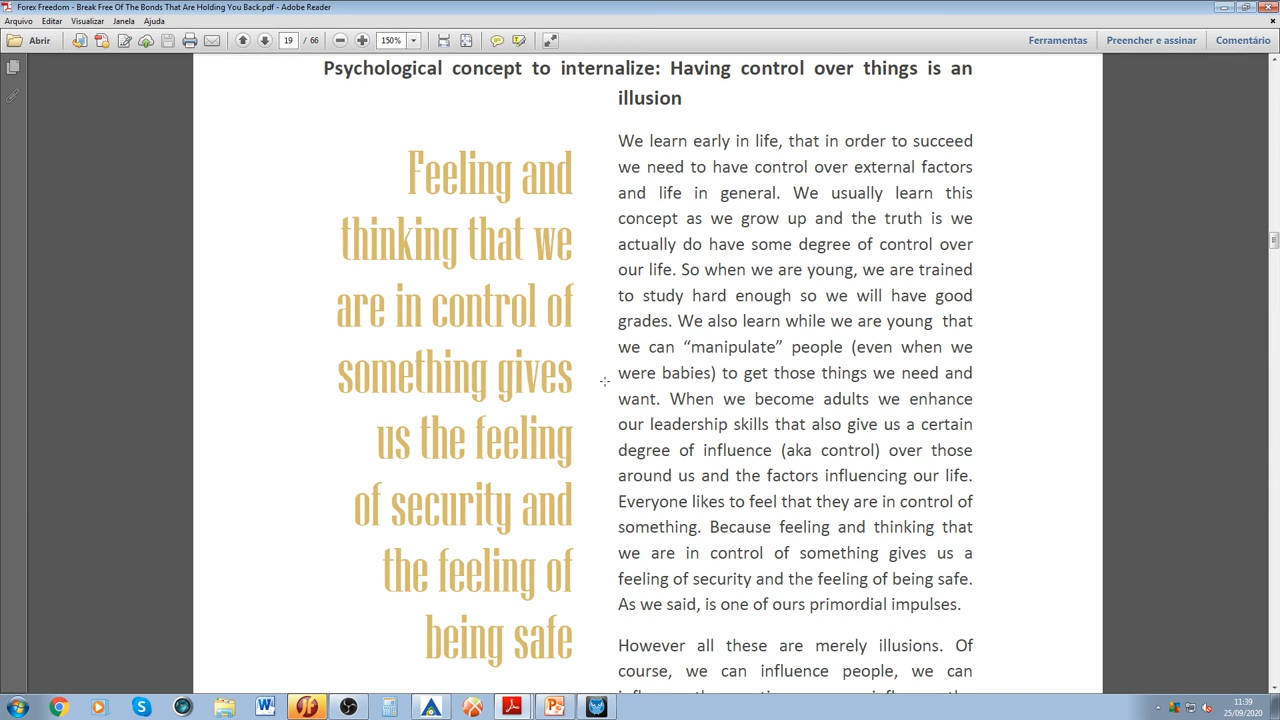 Forex Freedom - Break Free Of The Bonds That Are Holding You Back.pdf - Adobe Reader
Arquivo Editar Visualizar Janela Ajuda
Abrir 19 / 66 150% Ferramentas Preencher e assinar Comentário
Psychological concept to internalize: Having control over things is an
illusion
Feeling and
thinking that we
are in control of
something gives
us the feeling
of security and
the feeling of
being safe
We learn early in life, that in order to succeed
we need to have control over external factors
and life in general. We usually learn this
concept as we grow up and the truth is we
actually do have some degree of control over
our life. So when we are young, we are trained
to study hard enough so we will have good
grades. We also learn while we are young that
we can “manipulate” people (even when we
were babies) to get those things we need and
want. When we become adults we enhance
our leadership skills that also give us a certain
degree of influence (aka control) over those
around us and the factors influencing our life.
Everyone likes to feel that they are in control of
something. Because feeling and thinking that
we are in control of something gives us a
feeling of security and the feeling of being safe.
As we said, is one of ours primordial impulses.
However all these are merely illusions. Of
course, we can influence people, we can
11:39
25/09/2020